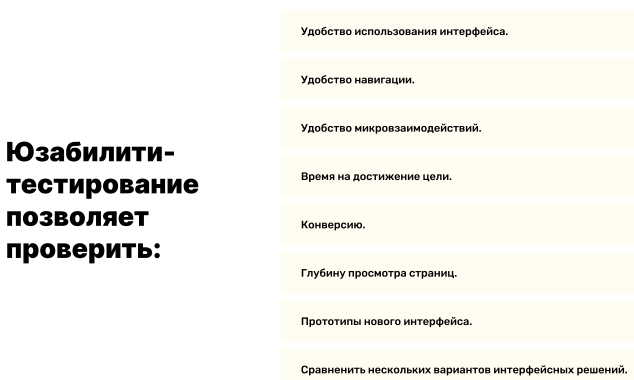 Юзабилити-
тестирование
позволяет
проверить:
Удобство использования интерфейса.
Удобство навигации.
Удобство микровзаимодействий.
Время на достижение цели.
Конверсию.
Глубину просмотра страниц.
Прототипы нового интерфейса.
Сравненить нескольких вариантов интерфейсных решений.